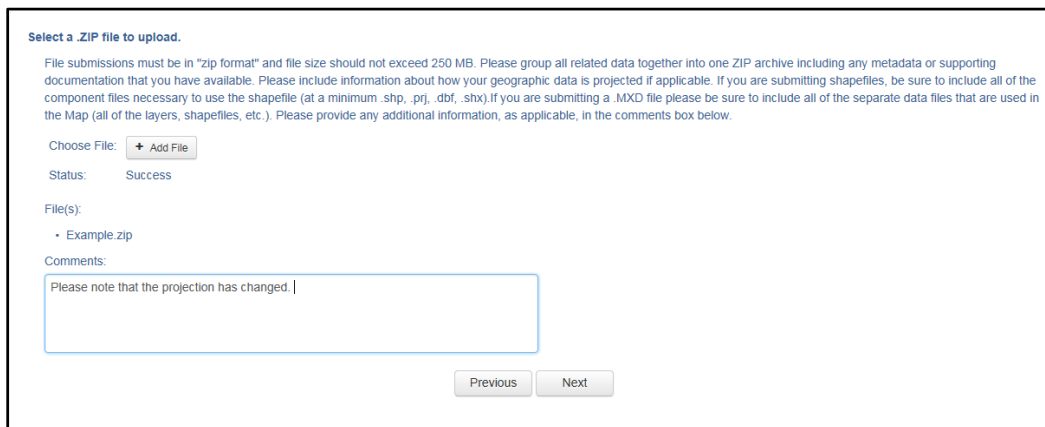 Select a .ZIP file to upload.
File submissions must be in "zip format" and file size should not exceed 250 MB. Please group all related data together into one ZIP archive including any metadata or supporting
documentation that you have available. Please include information about how your geographic data is projected if applicable. If you are submitting shapefiles, be sure to include all of the
component files necessary to use the shapefile (at a minimum .shp, .prj, .dbf, .shx).If you are submitting a .MXD file please be sure to include all of the separate data files that are used in
the Map (all of the layers, shapefiles, etc.). Please provide any additional information, as applicable, in the comments box below.
Choose File: + Add File
Status: Success
File(s):
• Example.zip
Comments:
Please note that the projection has changed.
Previous Next